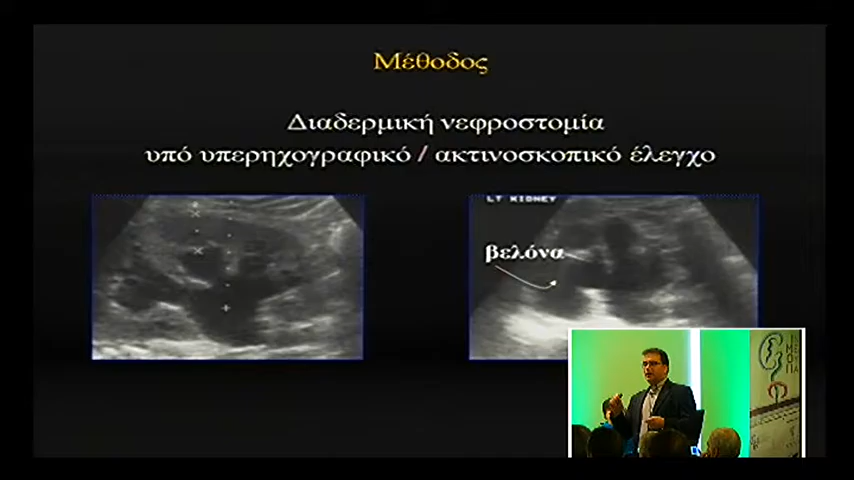 Μέθοδος
Διαδερμική νεφροστομία
υπό υπερηχογραφικό / ακτινοσκοπικό έλεγχο
LT KIDNEY
βελόνα